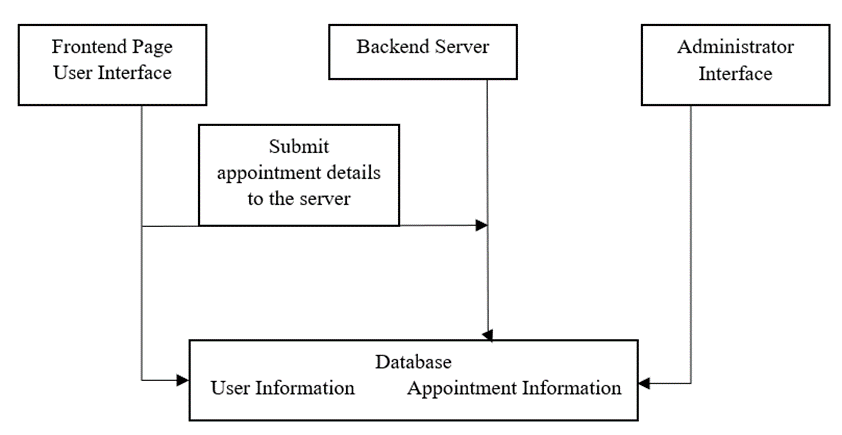 Frontend Page
User Interface
Backend Server
Administrator
Interface
Submit
appointment details
to the server
Database
User Information Appointment Information